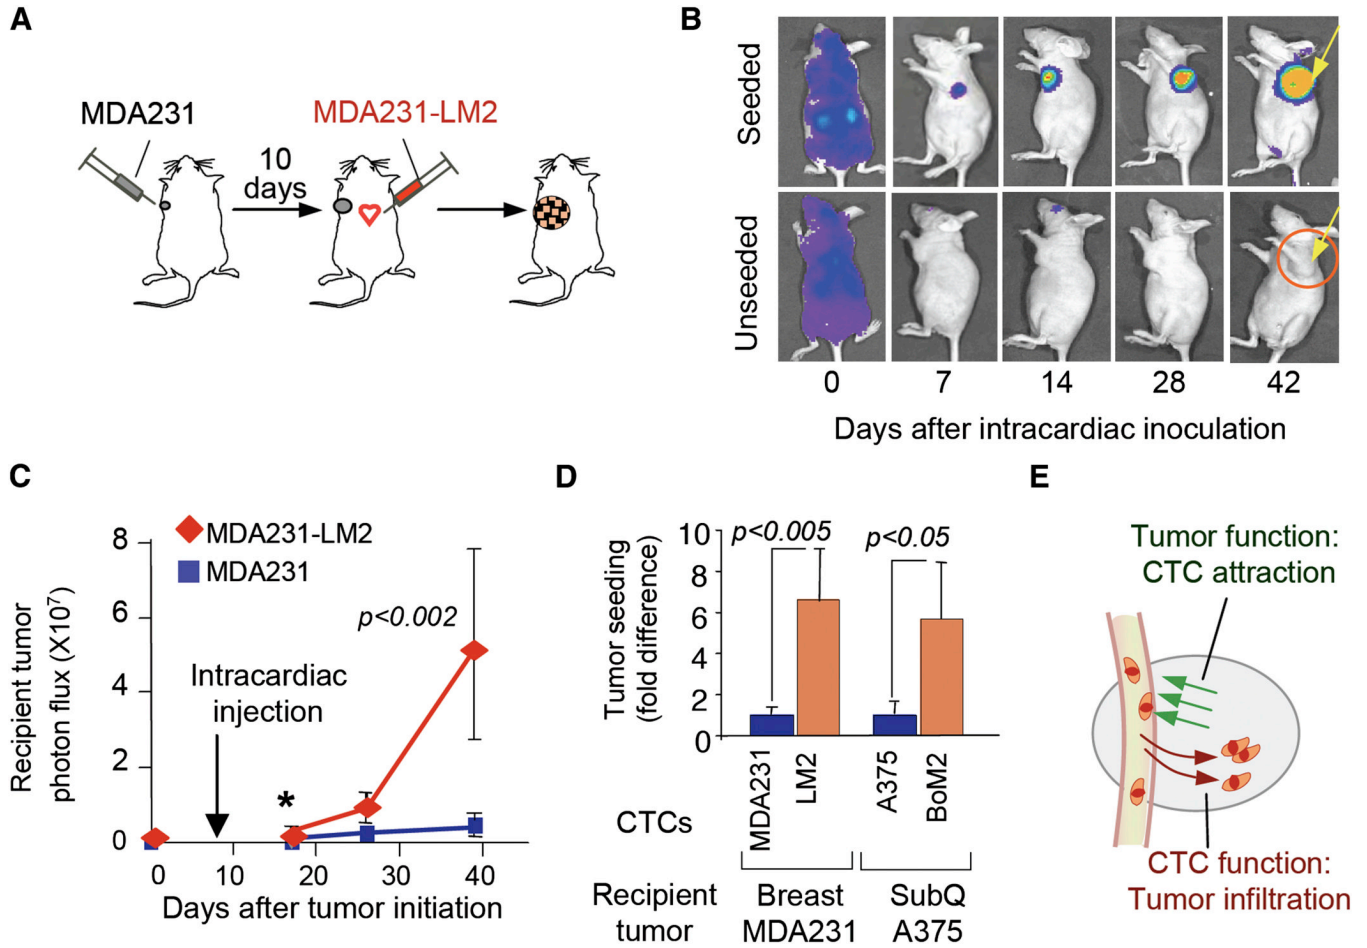 A
MDA231
MDA231-LM2
10
days
B
Seeded
Unseeded
0 7 14 28 42
Days after intracardiac inoculation
C
MDA231-LM2
MDA231
Recipient tumor
photon flux (X10⁷)
8
6
4
2
0
p<0.002
Intracardiac
injection
*
0 10 20 30 40
Days after tumor initiation
D
Tumor seeding
(fold difference)
10
8
6
4
2
0
p<0.005
p<0.05
CTCs
MDA231
LM2
A375
BoM2
Recipient
tumor
Breast
MDA231
SubQ
A375
E
Tumor function:
CTC attraction
CTC function:
Tumor infiltration